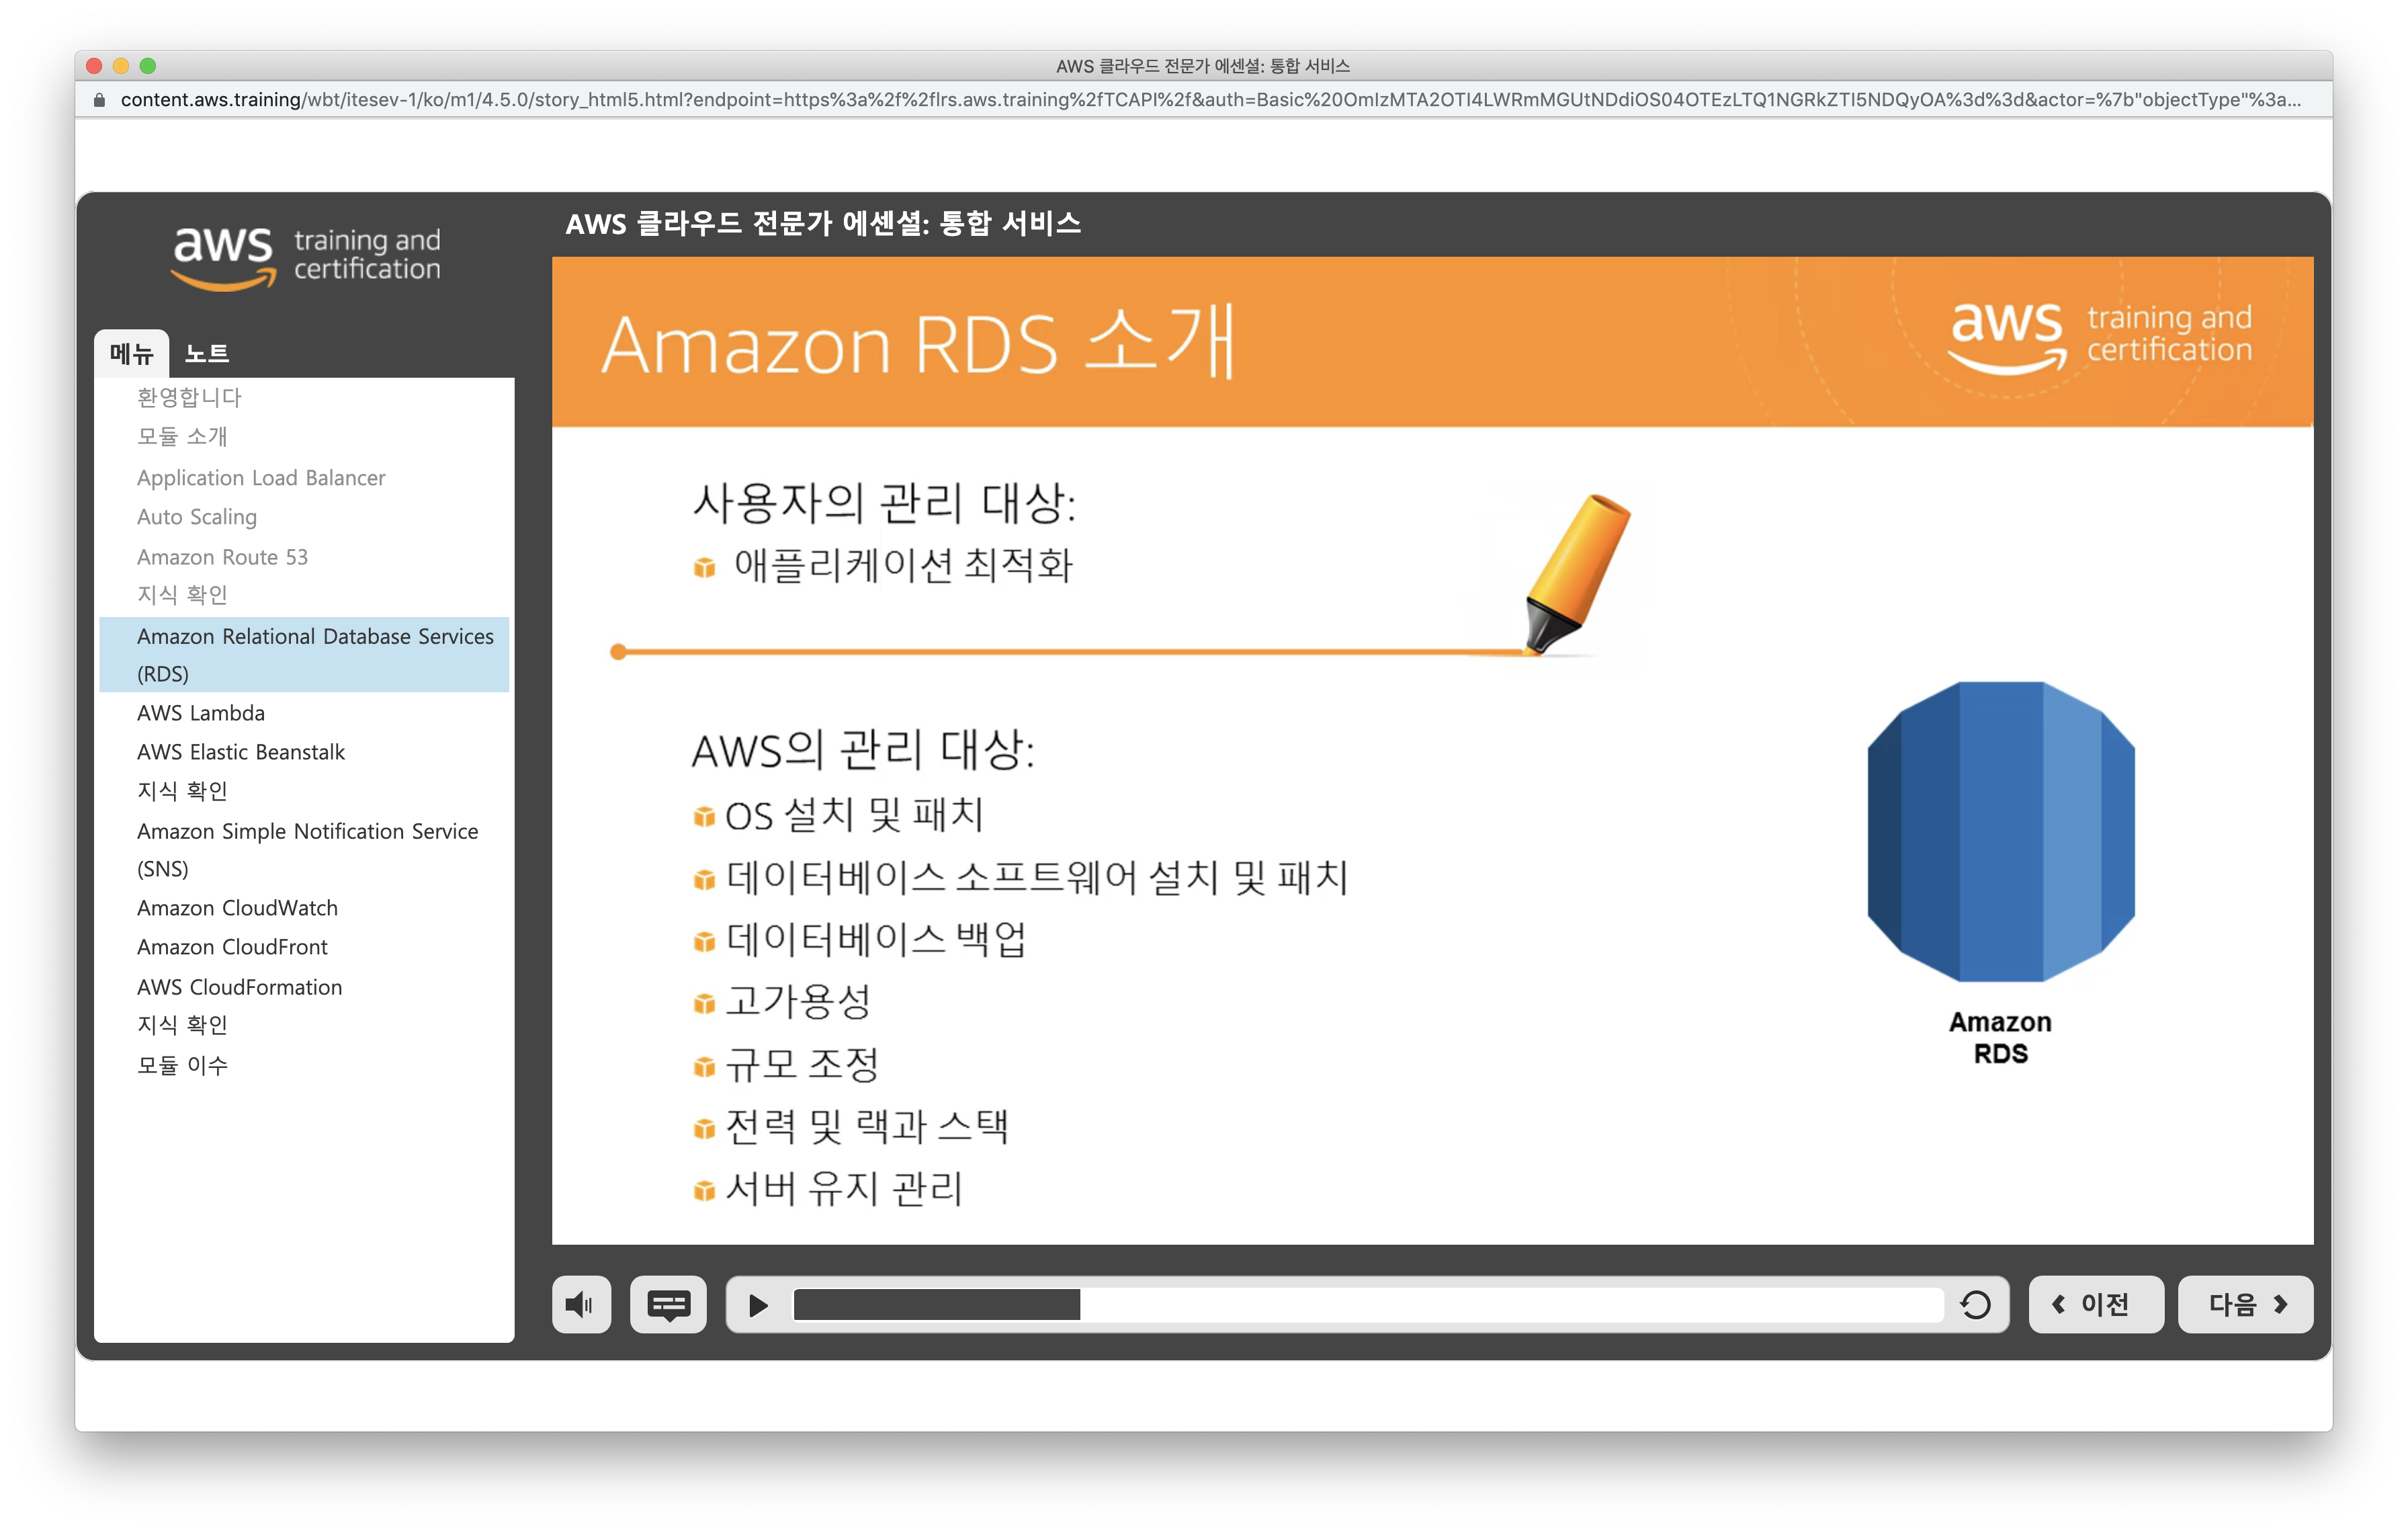 AWS 클라우드 전문가 에센셜: 통합 서비스
content.aws.training/wbt/itesev-1/ko/m1/4.5.0/story_html5.html?endpoint=https%3a%2f%2flrs.aws.training%2fTCAPI%2f&auth=Basic%20OmIzMTA2OTI4LWRmMGUtNDdiOS04OTEzLTQ1NGRkZTI5NDQyOA%3d%3d&actor=%7b"objectType"%3a...
aws training and certification
AWS 클라우드 전문가 에센셜: 통합 서비스
메뉴 노트
환영합니다
모듈 소개
Application Load Balancer
Auto Scaling
Amazon Route 53
지식 확인
Amazon Relational Database Services
(RDS)
AWS Lambda
AWS Elastic Beanstalk
지식 확인
Amazon Simple Notification Service
(SNS)
Amazon CloudWatch
Amazon CloudFront
AWS CloudFormation
지식 확인
모듈 이수
Amazon RDS 소개
aws training and certification
사용자의 관리 대상:
애플리케이션 최적화
AWS의 관리 대상:
OS 설치 및 패치
데이터베이스 소프트웨어 설치 및 패치
데이터베이스 백업
고가용성
규모 조정
전력 및 랙과 스택
서버 유지 관리
Amazon
RDS
이전
다음